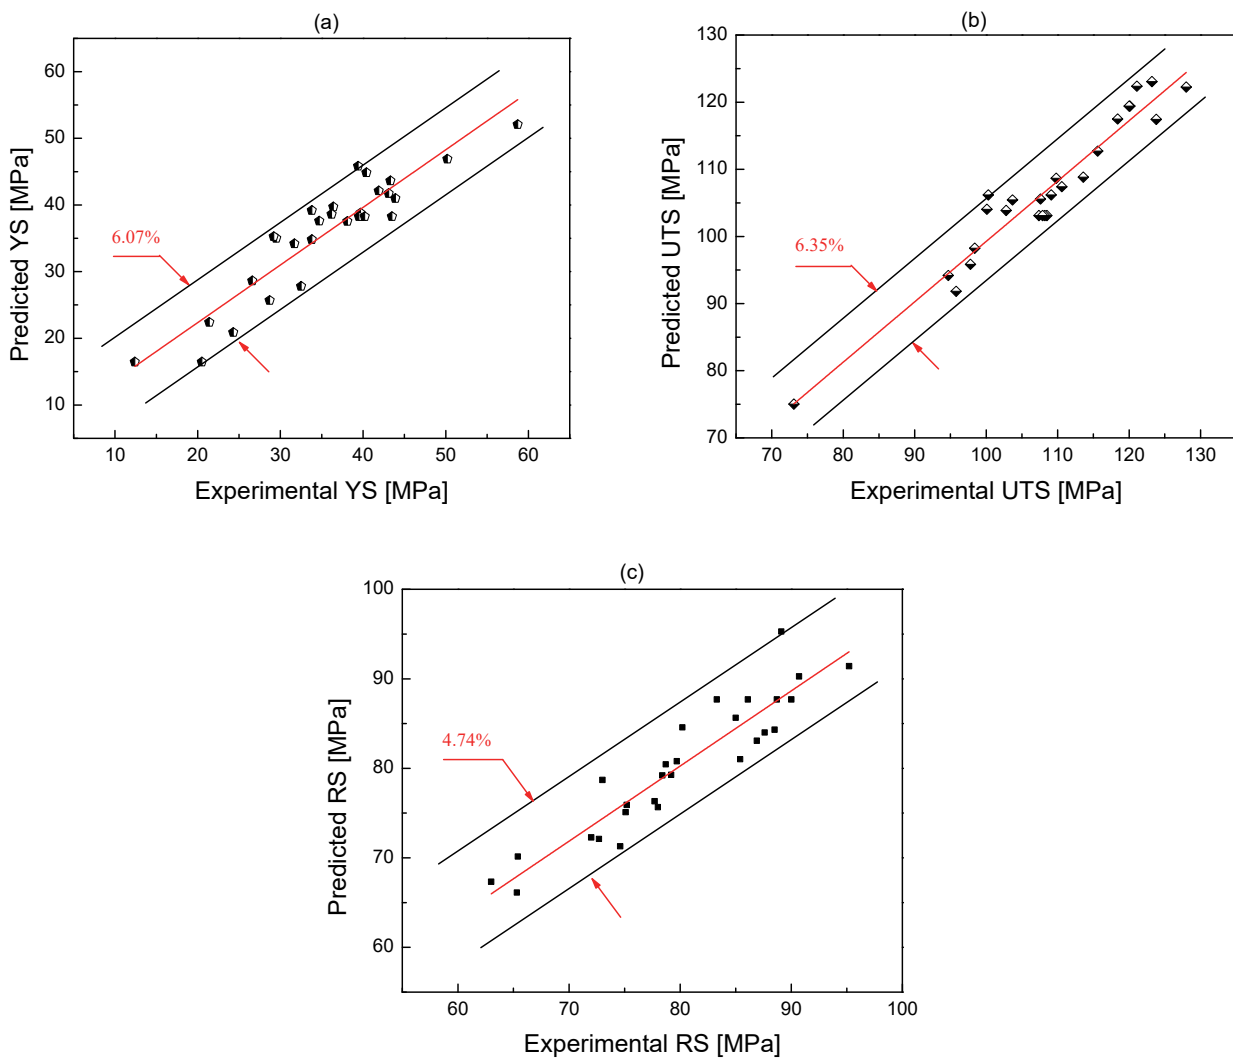 (a)
60
50
40
30
20
10
Predicted YS [MPa]
6.07%
10 20 30 40 50 60
Experimental YS [MPa]
(b)
130
120
110
100
90
80
70
Predicted UTS [MPa]
6.35%
70 80 90 100 110 120 130
Experimental UTS [MPa]
(c)
100
90
80
70
60
Predicted RS [MPa]
4.74%
60 70 80 90 100
Experimental RS [MPa]